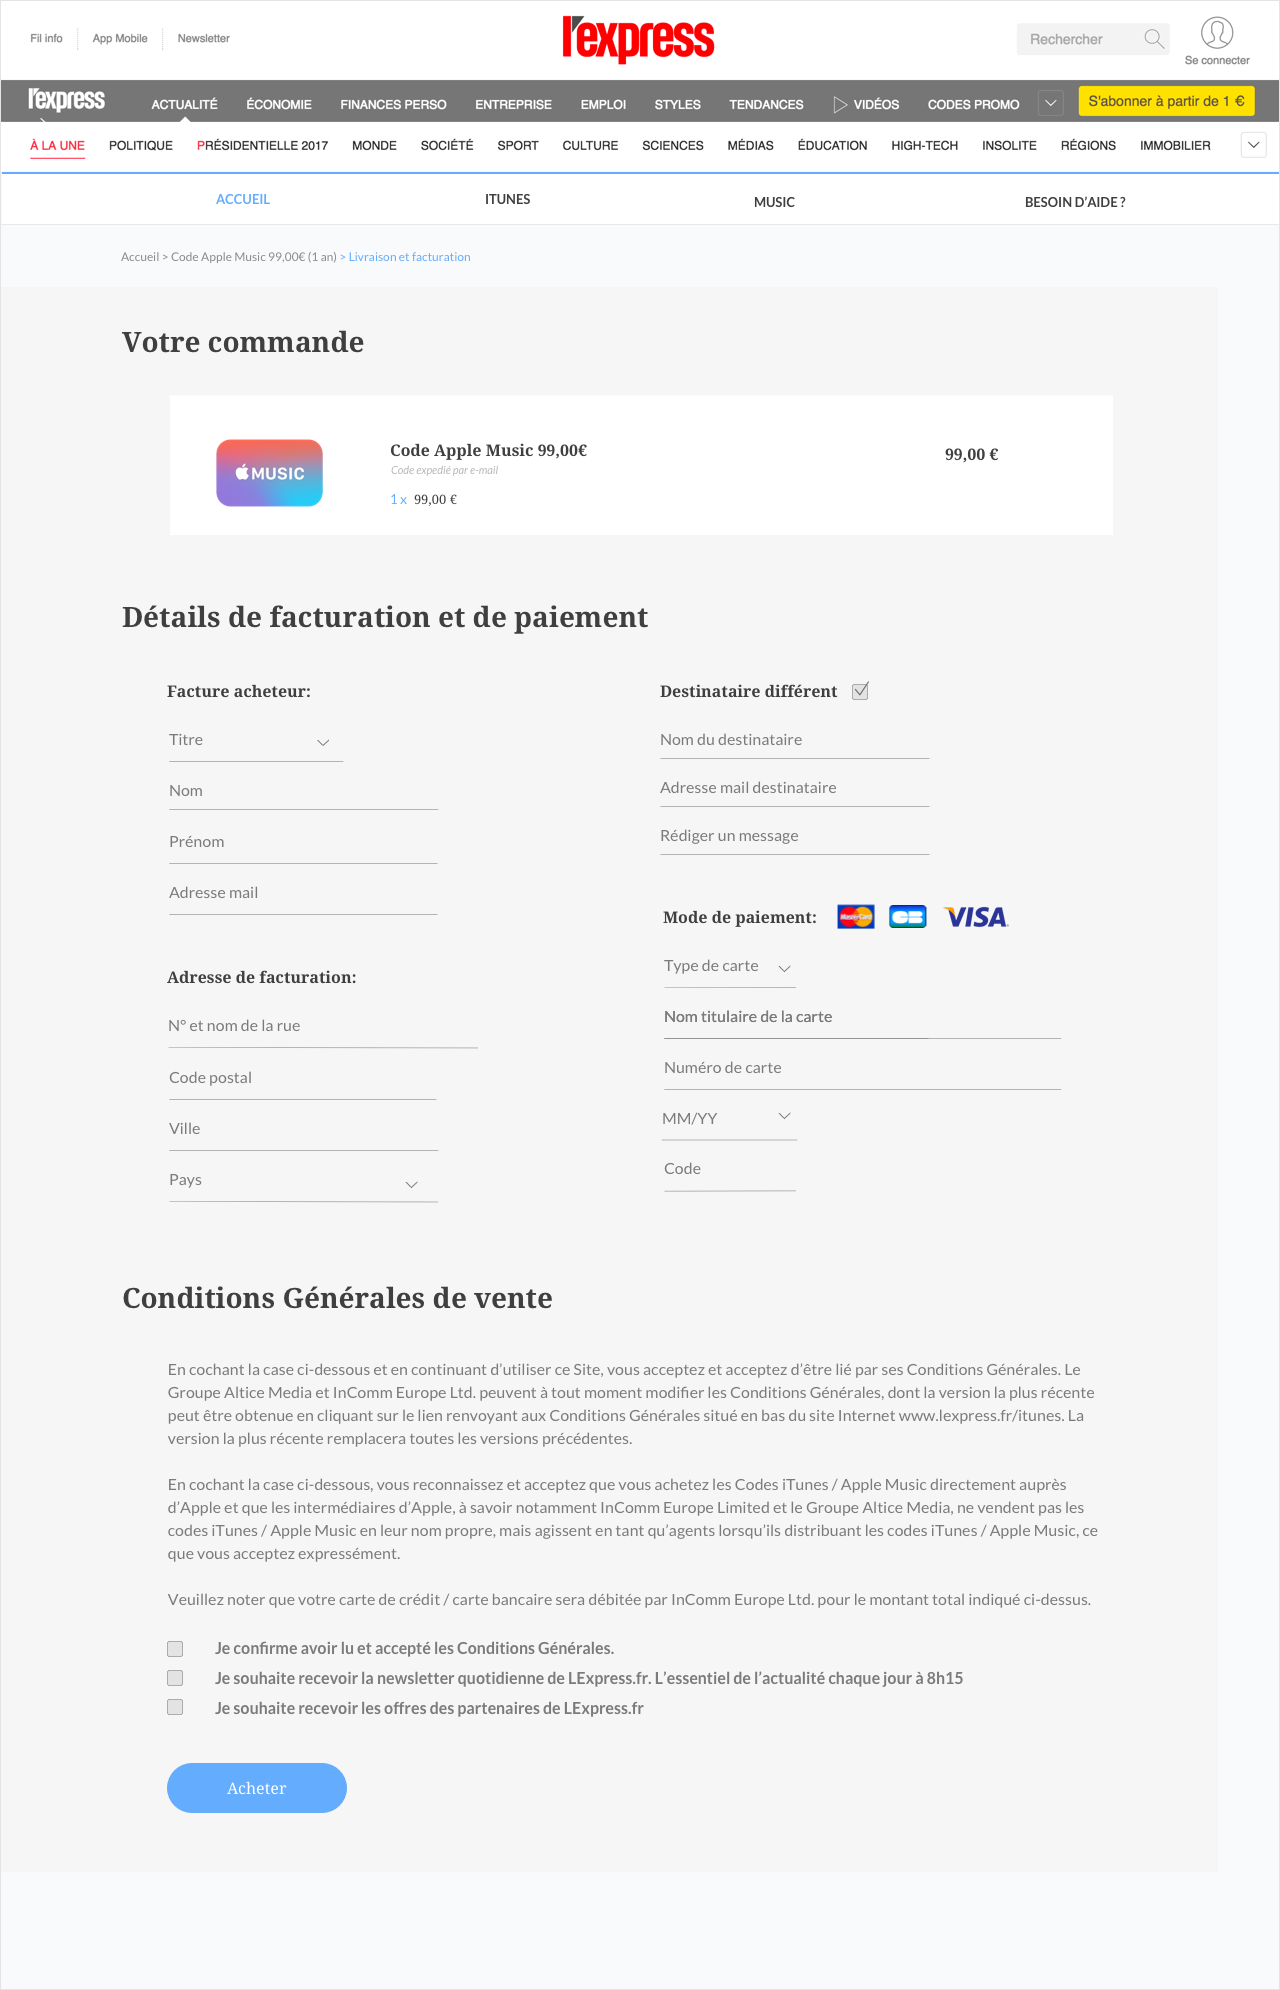 Fil info
App Mobile
Newsletter
l'express
Rechercher
Se connecter
l'express
ACTUALITÉ ÉCONOMIE FINANCES PERSO ENTREPRISE EMPLOI STYLES TENDANCES VIDÉOS CODES PROMO
S'abonner à partir de 1 €
À LA UNE POLITIQUE PRÉSIDENTIELLE 2017 MONDE SOCIÉTÉ SPORT CULTURE SCIENCES MÉDIAS ÉDUCATION HIGH-TECH INSOLITE RÉGIONS IMMOBILIER
ACCUEIL ITUNES MUSIC BESOIN D’AIDE ?
Accueil > Code Apple Music 99,00€ (1 an) > Livraison et facturation
Votre commande
MUSIC
Code Apple Music 99,00€
Code expedié par e-mail
1 x 99,00 €
99,00 €
Détails de facturation et de paiement
Facture acheteur:
Titre
Nom
Prénom
Adresse mail
Adresse de facturation:
N° et nom de la rue
Code postal
Ville
Pays
Destinataire différent
Nom du destinataire
Adresse mail destinataire
Rédiger un message
Mode de paiement:
MasterCard
CB
VISA
Type de carte
Nom titulaire de la carte
Numéro de carte
MM/YY
Code
Conditions Générales de vente
En cochant la case ci-dessous et en continuant d’utiliser ce Site, vous acceptez et acceptez d’être lié par ses Conditions Générales. Le
Groupe Altice Media et InComm Europe Ltd. peuvent à tout moment modifier les Conditions Générales, dont la version la plus récente
peut être obtenue en cliquant sur le lien renvoyant aux Conditions Générales situé en bas du site Internet www.lexpress.fr/itunes. La
version la plus récente remplacera toutes les versions précédentes.
En cochant la case ci-dessous, vous reconnaissez et acceptez que vous achetez les Codes iTunes / Apple Music directement auprès
d’Apple et que les intermédiaires d’Apple, à savoir notamment InComm Europe Limited et le Groupe Altice Media, ne vendent pas les
codes iTunes / Apple Music en leur nom propre, mais agissent en tant qu’agents lorsqu’ils distribuant les codes iTunes / Apple Music, ce
que vous acceptez expressément.
Veuillez noter que votre carte de crédit / carte bancaire sera débitée par InComm Europe Ltd. pour le montant total indiqué ci-dessus.
Je confirme avoir lu et accepté les Conditions Générales.
Je souhaite recevoir la newsletter quotidienne de LExpress.fr. L’essentiel de l’actualité chaque jour à 8h15
Je souhaite recevoir les offres des partenaires de LExpress.fr
Acheter